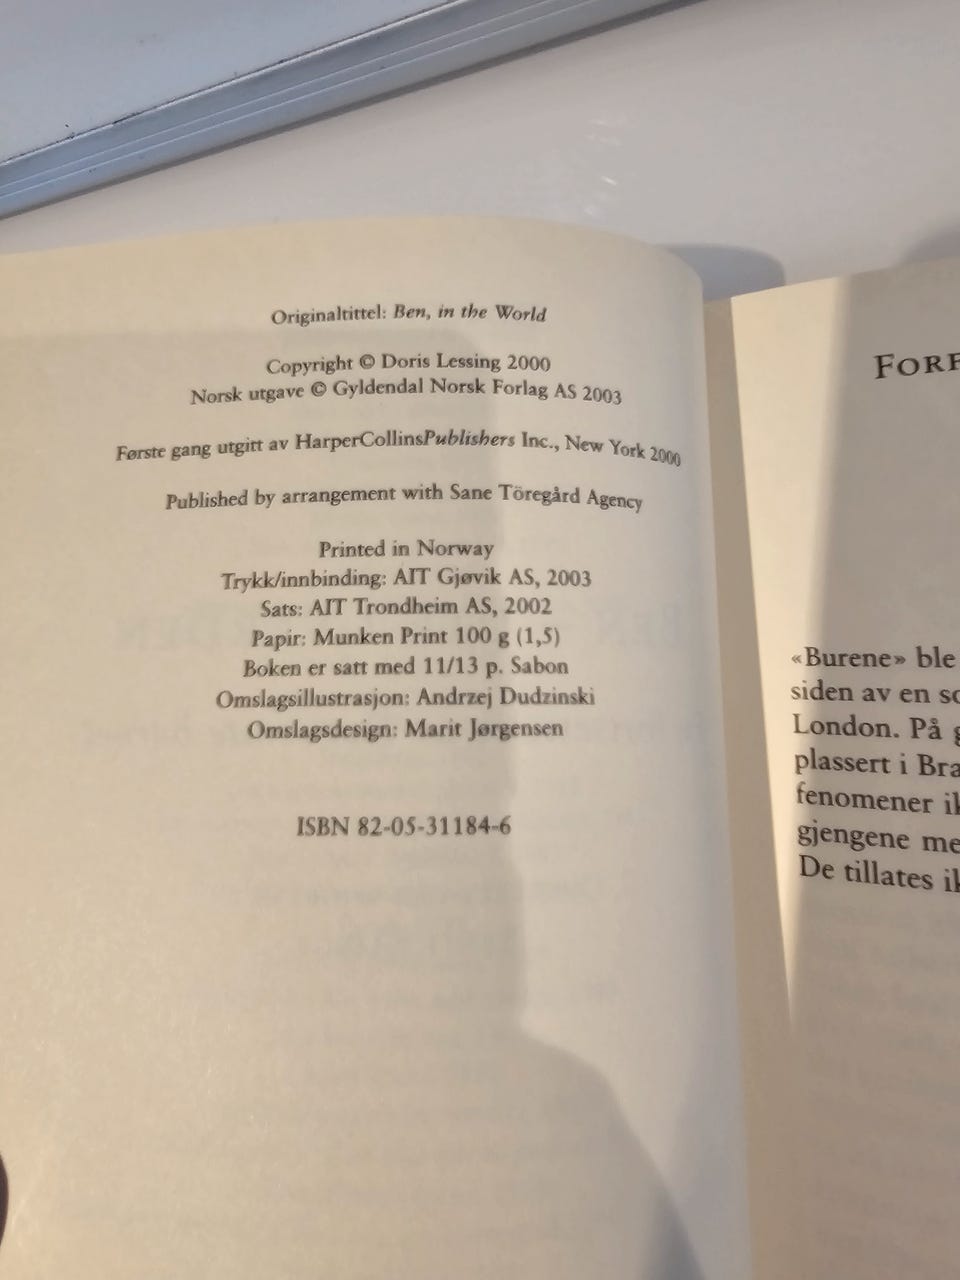 Originaltittel: Ben, in the World
Copyright © Doris Lessing 2000
Norsk utgave © Gyldendal Norsk Forlag AS 2003
Første gang utgitt av HarperCollinsPublishers Inc., New York 2000
Published by arrangement with Sane Töregård Agency
Printed in Norway
Trykk/innbinding: AIT Gjøvik AS, 2003
Sats: AIT Trondheim AS, 2002
Papir: Munken Print 100 g (1,5)
Boken er satt med 11/13 p. Sabon
Omslagsillustrasjon: Andrzej Dudzinski
Omslagsdesign: Marit Jørgensen
ISBN 82-05-31184-6
«Burene» ble
siden av en
London. På
plassert i
fenomener
gjengene
De tillates